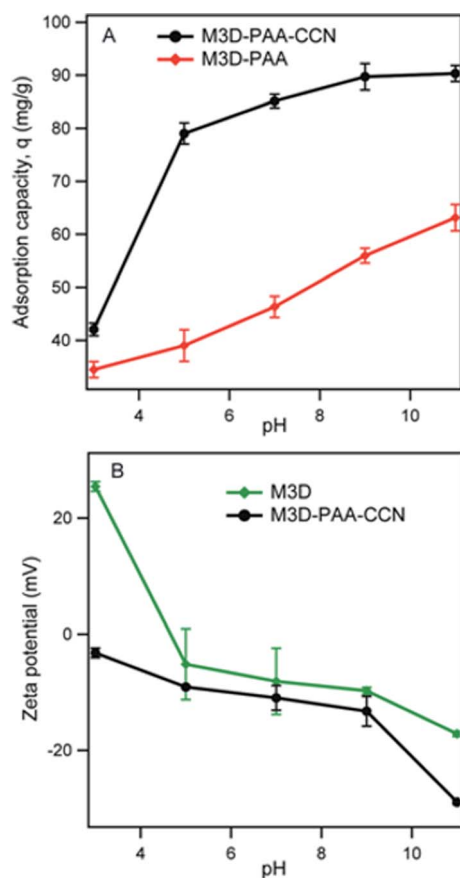 A
M3D-PAA-CCN
M3D-PAA
Adsorption capacity, q (mg/g)
100
90
80
70
60
50
40
4 6 8 10
pH
B
M3D
M3D-PAA-CCN
Zeta potential (mV)
20
0
-20
4 6 8 10
pH